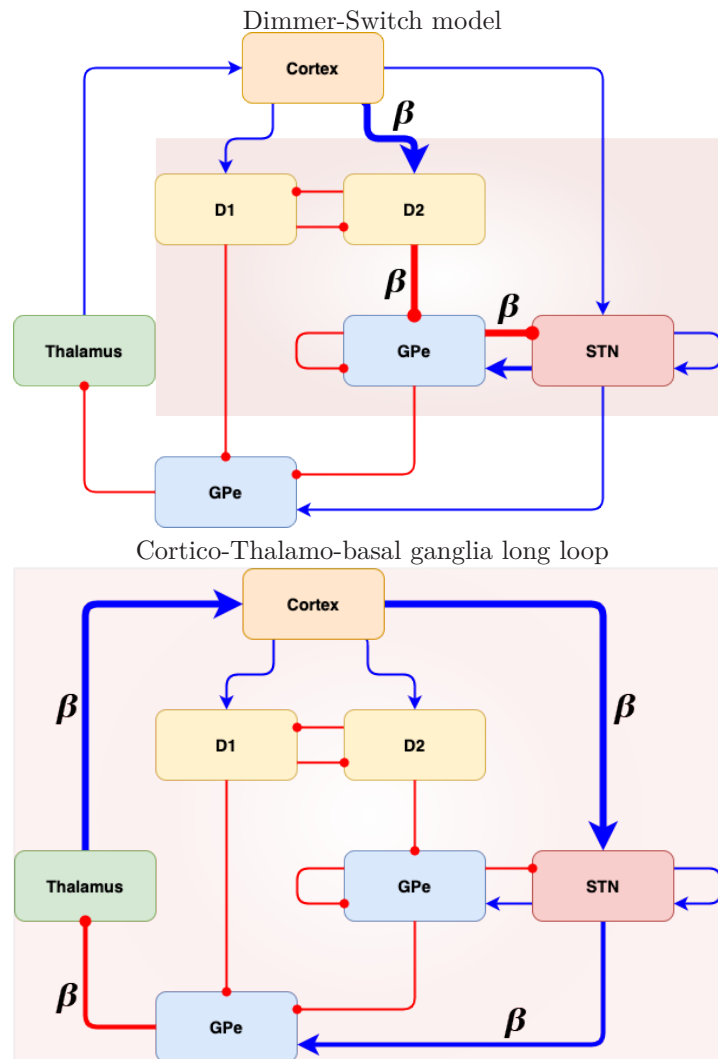 Dimmer-Switch model
Cortex
β
D1
D2
β
β
Thalamus
GPe
STN
GPe
Cortico-Thalamo-basal ganglia long loop
Cortex
β
β
D1
D2
Thalamus
GPe
STN
β
β
GPe